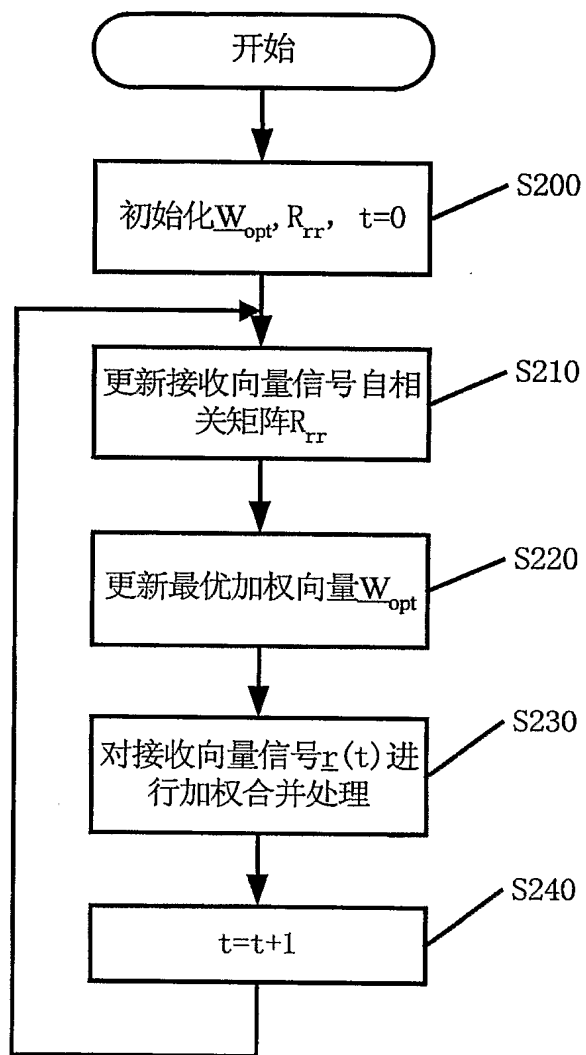 开始
初始化W_opt, R_rr, t=0
S200
更新接收向量信号自相
关矩阵R_rr
S210
更新最优加权向量W_opt
S220
对接收向量信号r(t)进
行加权合并处理
S230
t=t+1
S240